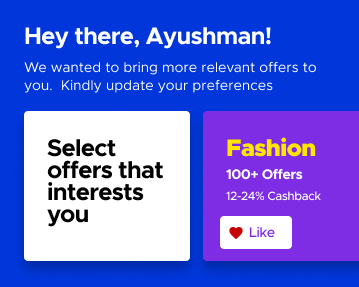 Hey there, Ayushman!
We wanted to bring more relevant offers to
you.  Kindly update your preferences
Select
offers that
interests
you
Fashion
100+ Offers
12-24% Cashback
Like